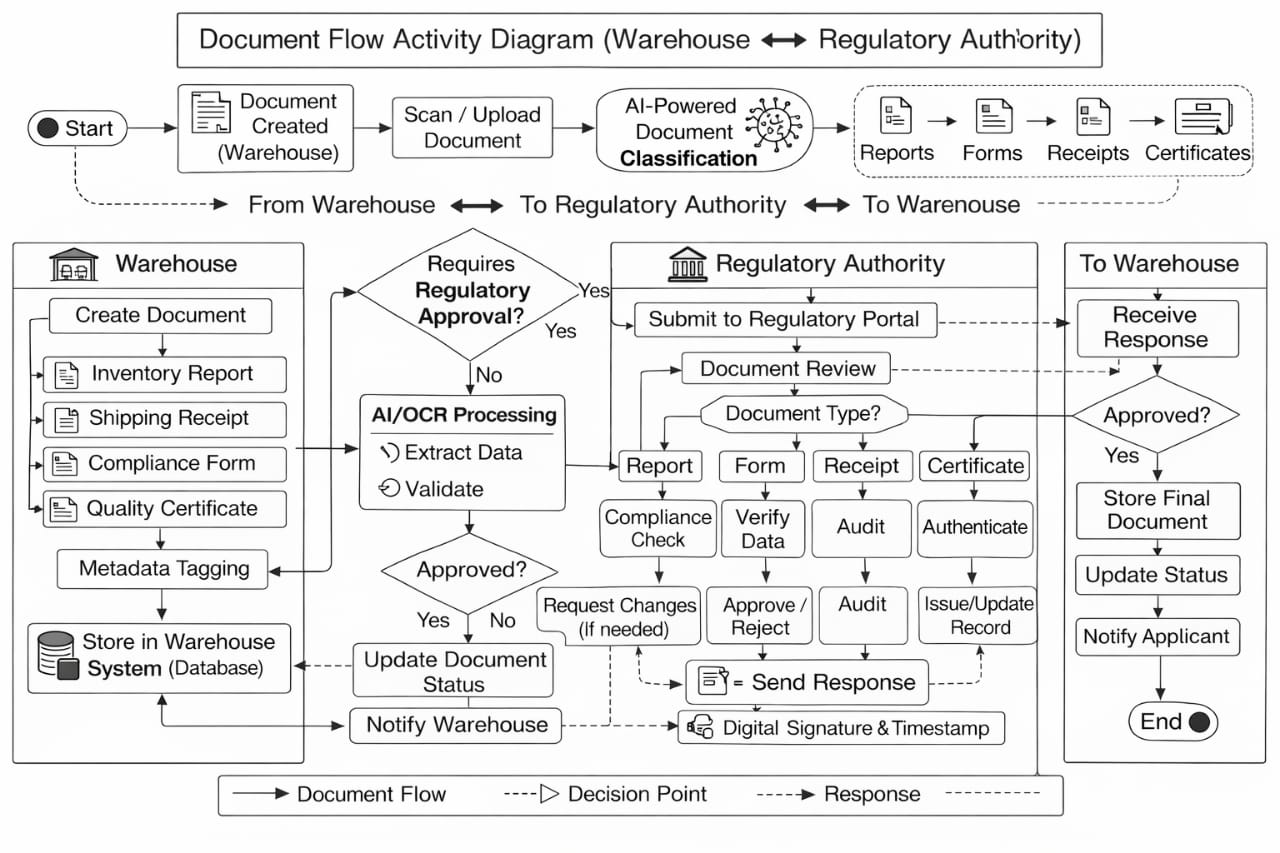 Document Flow Activity Diagram (Warehouse ↔ Regulatory Authority)
Start
Document
Created
(Warehouse)
Scan / Upload
Document
AI-Powered
Document
Classification
Reports
Forms
Receipts
Certificates
From Warehouse ↔ To Regulatory Authority ↔ To Warenouse
Warehouse
Create Document
Inventory Report
Shipping Receipt
Compliance Form
Quality Certificate
Metadata Tagging
Store in Warehouse
System (Database)
Requires
Regulatory
Approval?
Yes
Yes
No
AI/OCR Processing
Extract Data
Validate
Approved?
Yes
No
Update Document
Status
Notify Warehouse
Regulatory Authority
Submit to Regulatory Portal
Document Review
Document Type?
Report
Form
Receipt
Certificate
Compliance
Check
Verify
Data
Audit
Authenticate
Request Changes
(If needed)
Approve /
Reject
Audit
Issue/Update
Record
= Send Response
Digital Signature & Timestamp
To Warehouse
Receive
Response
Approved?
Yes
Store Final
Document
Update Status
Notify Applicant
End
Document Flow
Decision Point
Response